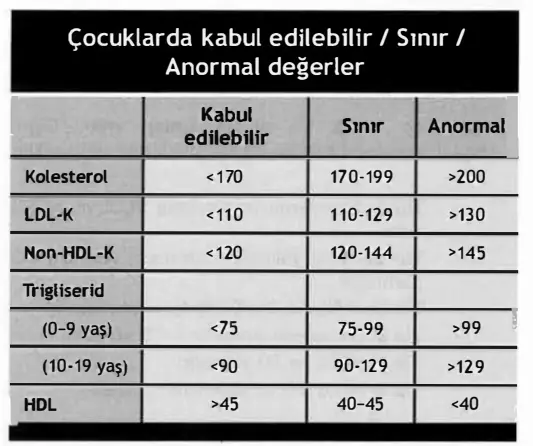 Çocuklarda kabul edilebilir / Sınır /
Anormal değerler
Kabul edilebilir Sınır Anormal
Kolesterol <170 170-199 >200
LDL-K <110 110-129 >130
Non-HDL-K <120 120-144 >145
Trigliserid
(0-9 yaş) <75 75-99 >99
(10-19 yaş) <90 90-129 >129
HDL >45 40-45 <40